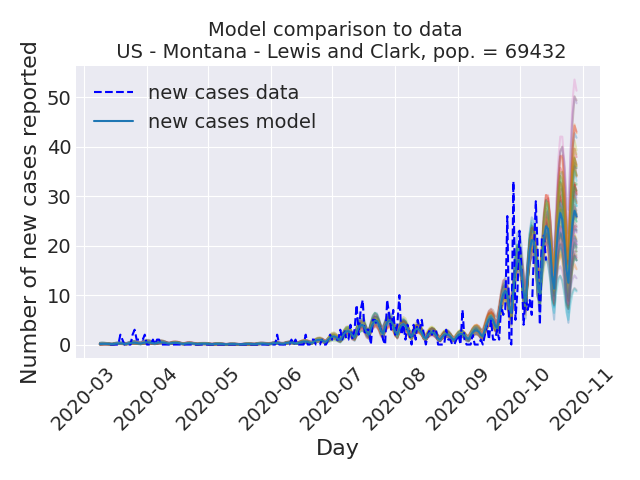 Model comparison to data
US - Montana - Lewis and Clark, pop. = 69432
Number of new cases reported
50
40
30
20
10
0
new cases data
new cases model
2020-03
2020-04
2020-05
2020-06
2020-07
2020-08
2020-09
2020-10
2020-11
Day